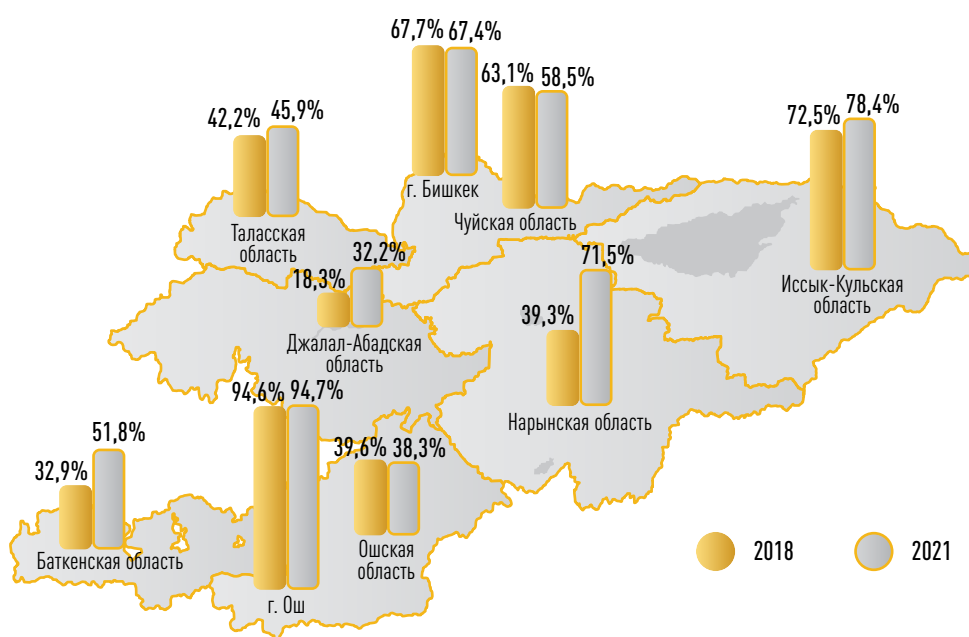 67,7%
67,4%
63,1%
58,5%
г. Бишкек
Чуйская область
42,2%
45,9%
Таласская
область
72,5%
78,4%
Иссык-Кульская
область
18,3%
32,2%
Джалал-Абадская
область
39,3%
71,5%
Нарынская область
94,6%
94,7%
г. Ош
39,6%
38,3%
Ошская
область
32,9%
51,8%
Баткенская область
2018
2021